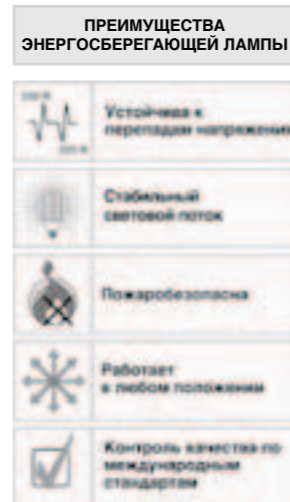 ПРЕИМУЩЕСТВА
ЭНЕРГОСБЕРЕГАЮЩЕЙ ЛАМПЫ
Устойчива к
перепадам напряжения
Стабильный
световой поток
Пожаробезопасна
Работает
в любом положении
Контроль качества по
международным
стандартам